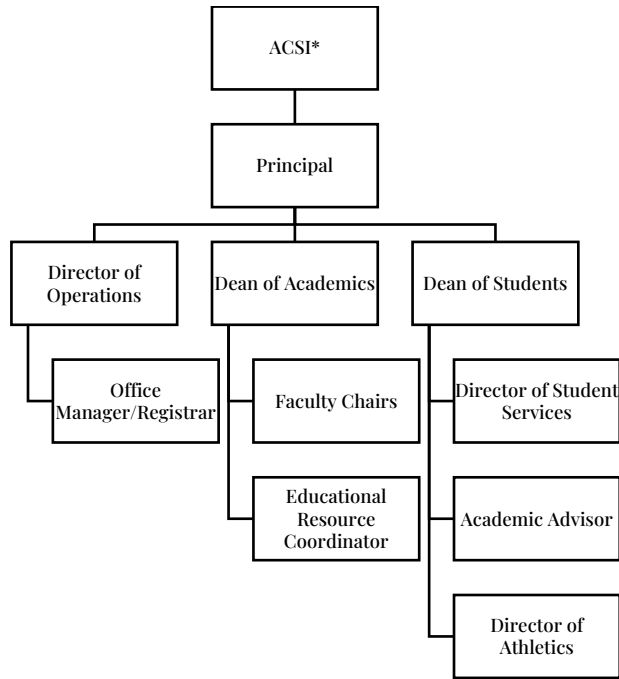 ACSI*
Principal
Director of
Operations
Dean of Academics
Dean of Students
Office
Manager/Registrar
Faculty Chairs
Director of Student
Services
Educational
Resource
Coordinator
Academic Advisor
Director of
Athletics